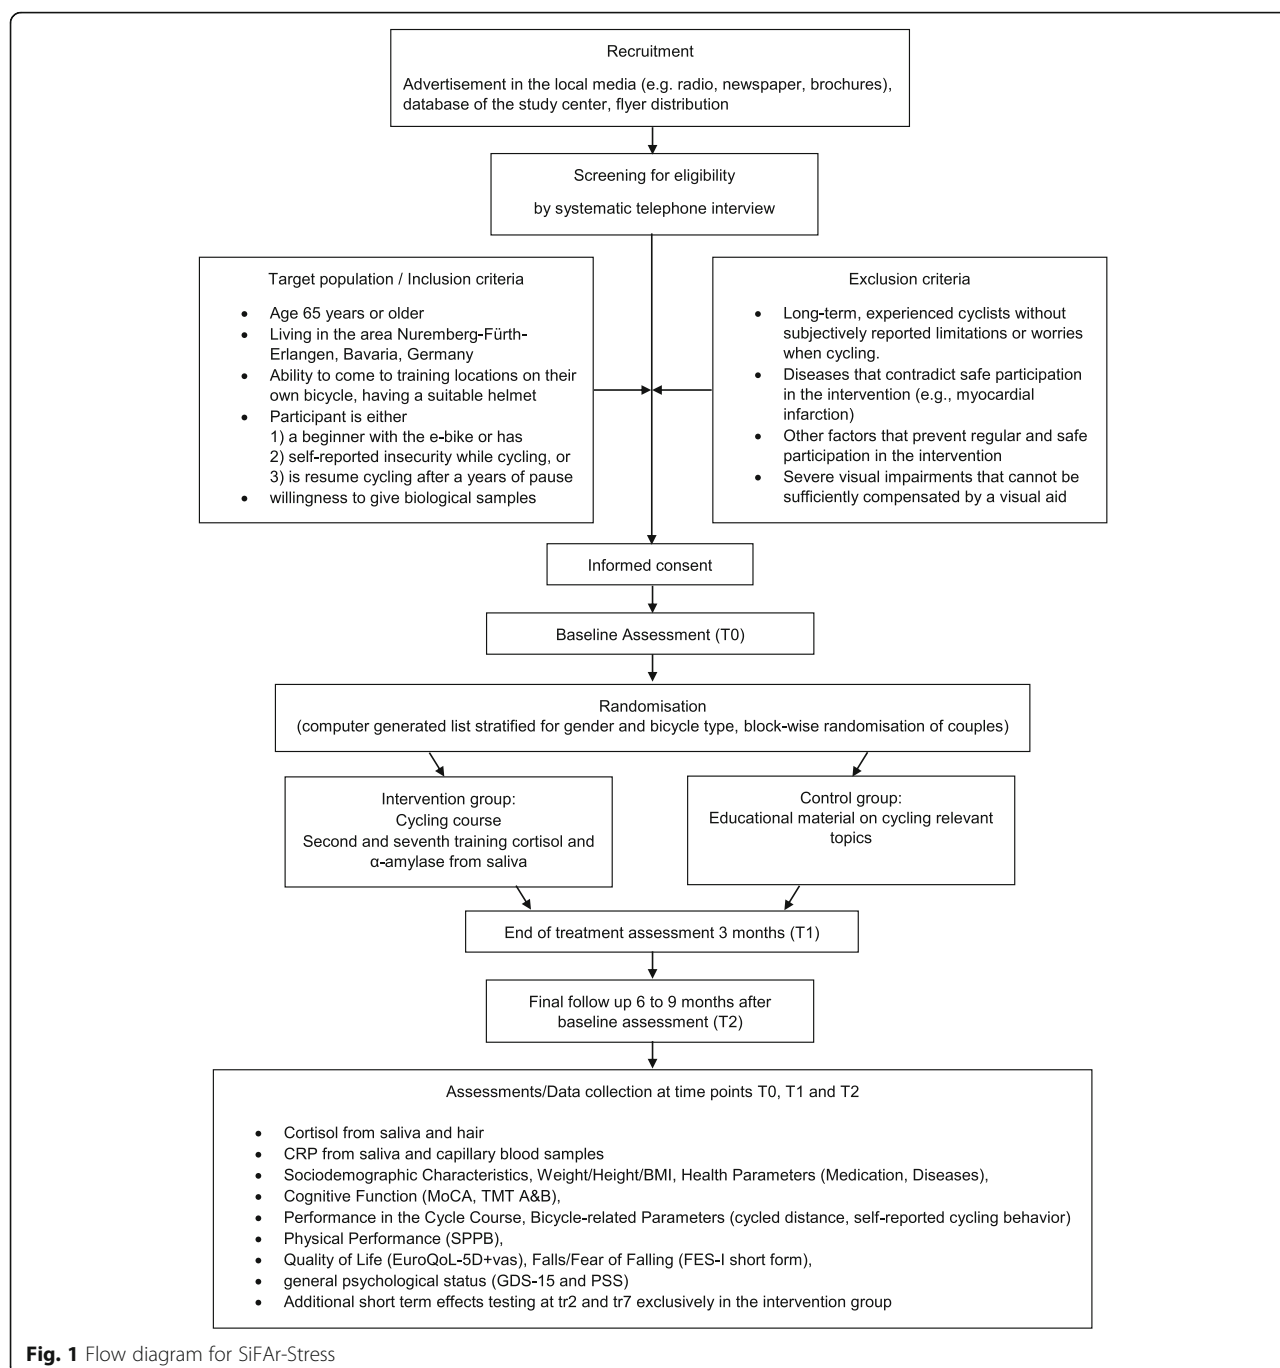 Recruitment
Advertisement in the local media (e.g. radio, newspaper, brochures),
database of the study center, flyer distribution
Screening for eligibility
by systematic telephone interview
Target population / Inclusion criteria
• Age 65 years or older
• Living in the area Nuremberg-Fürth-
Erlangen, Bavaria, Germany
• Ability to come to training locations on their
own bicycle, having a suitable helmet
• Participant is either
1) a beginner with the e-bike or has
2) self-reported insecurity while cycling, or
3) is resume cycling after a years of pause
• willingness to give biological samples
Exclusion criteria
• Long-term, experienced cyclists without
subjectively reported limitations or worries
when cycling.
• Diseases that contradict safe participation
in the intervention (e.g., myocardial
infarction)
• Other factors that prevent regular and safe
participation in the intervention
• Severe visual impairments that cannot be
sufficiently compensated by a visual aid
Informed consent
Baseline Assessment (T0)
Randomisation
(computer generated list stratified for gender and bicycle type, block-wise randomisation of couples)
Intervention group:
Cycling course
Second and seventh training cortisol and
α-amylase from saliva
Control group:
Educational material on cycling relevant
topics
End of treatment assessment 3 months (T1)
Final follow up 6 to 9 months after
baseline assessment (T2)
Assessments/Data collection at time points T0, T1 and T2
• Cortisol from saliva and hair
• CRP from saliva and capillary blood samples
• Sociodemographic Characteristics, Weight/Height/BMI, Health Parameters (Medication, Diseases),
• Cognitive Function (MoCA, TMT A&B),
• Performance in the Cycle Course, Bicycle-related Parameters (cycled distance, self-reported cycling behavior)
• Physical Performance (SPPB),
• Quality of Life (EuroQoL-5D+vas), Falls/Fear of Falling (FES-I short form),
• general psychological status (GDS-15 and PSS)
• Additional short term effects testing at tr2 and tr7 exclusively in the intervention group
Fig. 1 Flow diagram for SiFAr-Stress